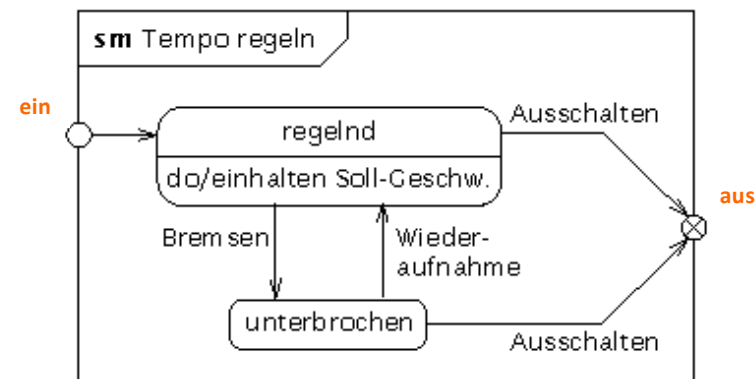 sm Tempo regeln
ein
Ausschalten
regelnd
do/einhalten Soll-Geschw.
aus
Bremsen
Wieder-
aufnahme
unterbrochen
Ausschalten